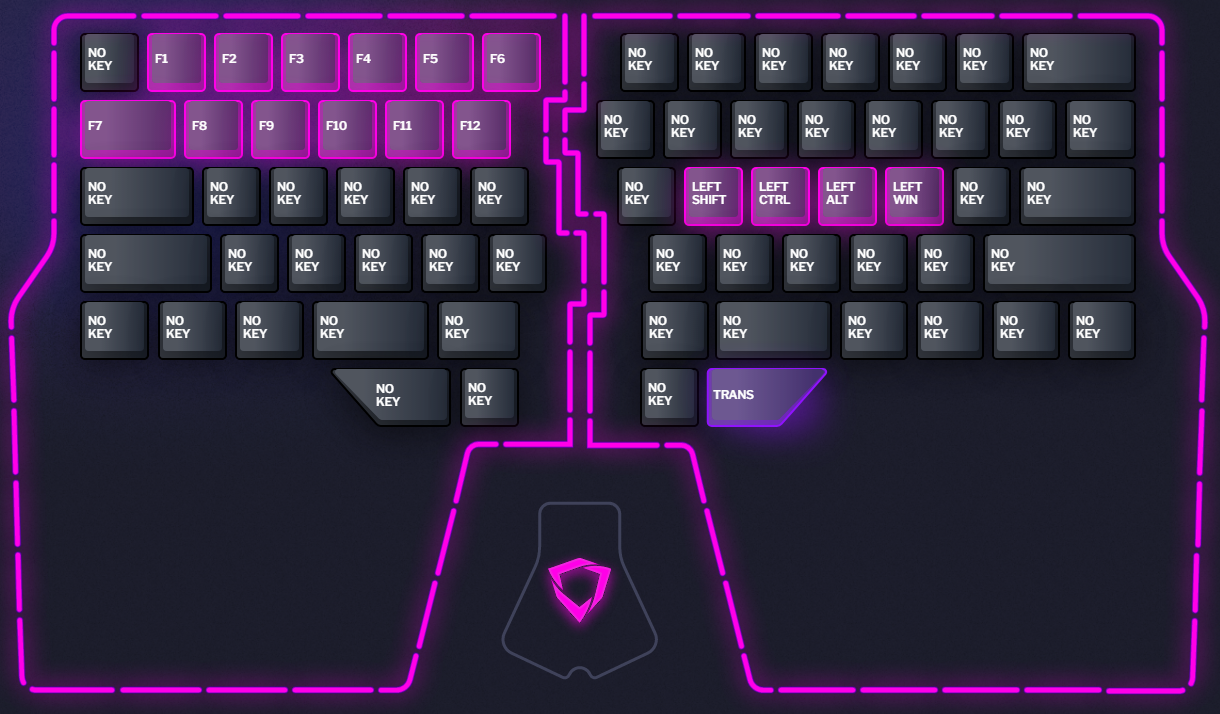 NO KEY F1 F2 F3 F4 F5 F6 NO KEY NO KEY NO KEY NO KEY NO KEY NO KEY NO KEY
F7 F8 F9 F10 F11 F12 NO KEY NO KEY NO KEY NO KEY NO KEY NO KEY NO KEY NO KEY
NO KEY NO KEY NO KEY NO KEY NO KEY NO KEY NO KEY LEFT SHIFT LEFT CTRL LEFT ALT LEFT WIN NO KEY NO KEY
NO KEY NO KEY NO KEY NO KEY NO KEY NO KEY NO KEY NO KEY NO KEY NO KEY NO KEY NO KEY
NO KEY NO KEY NO KEY NO KEY NO KEY NO KEY NO KEY NO KEY NO KEY NO KEY NO KEY
NO KEY NO KEY NO KEY TRANS